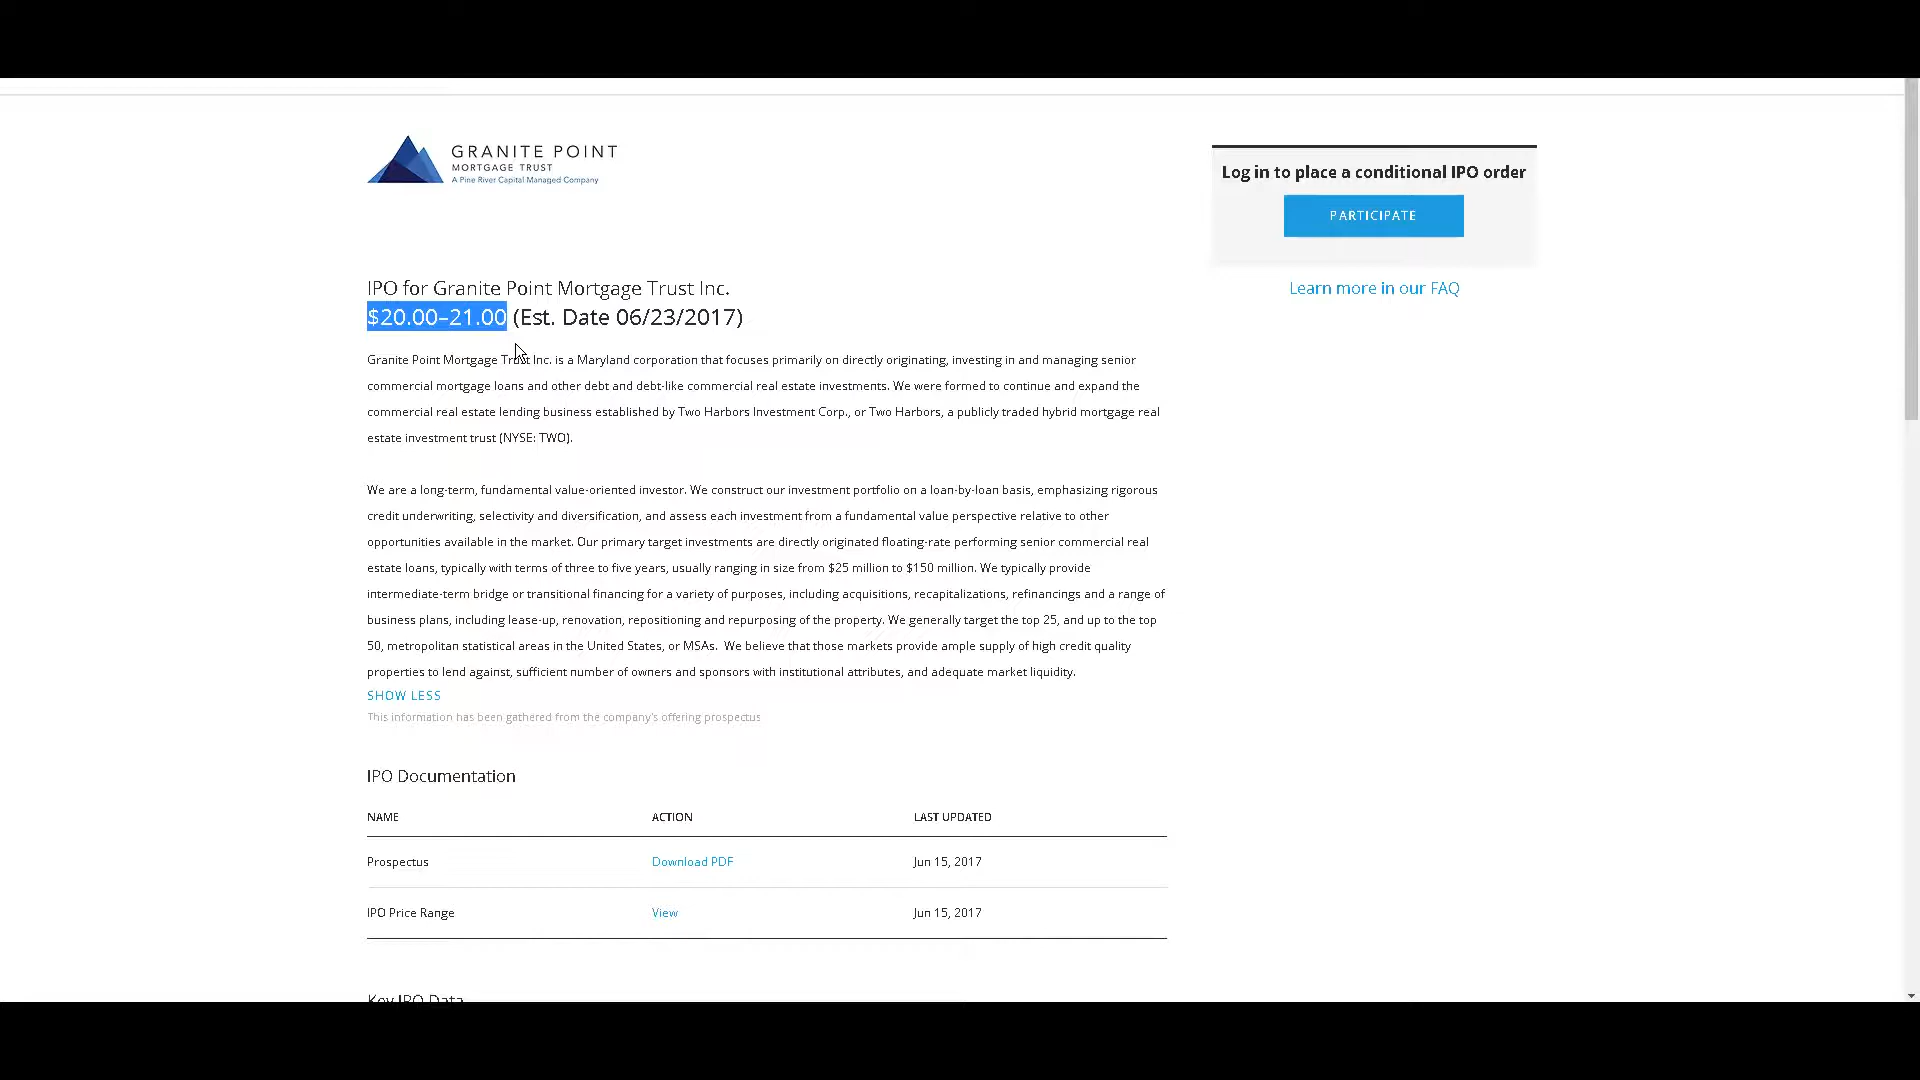 GRANITE POINT
MORTGAGE TRUST
A Pine River Capital Managed Company
Log in to place a conditional IPO order
PARTICIPATE
Learn more in our FAQ
IPO for Granite Point Mortgage Trust Inc.
$20.00–21.00 (Est. Date 06/23/2017)
Granite Point Mortgage Trust Inc. is a Maryland corporation that focuses primarily on directly originating, investing in and managing senior
commercial mortgage loans and other debt and debt-like commercial real estate investments. We were formed to continue and expand the
commercial real estate lending business established by Two Harbors Investment Corp., or Two Harbors, a publicly traded hybrid mortgage real
estate investment trust (NYSE: TWO).
We are a long-term, fundamental value-oriented investor. We construct our investment portfolio on a loan-by-loan basis, emphasizing rigorous
credit underwriting, selectivity and diversification, and assess each investment from a fundamental value perspective relative to other
opportunities available in the market. Our primary target investments are directly originated floating-rate performing senior commercial real
estate loans, typically with terms of three to five years, usually ranging in size from $25 million to $150 million. We typically provide
intermediate-term bridge or transitional financing for a variety of purposes, including acquisitions, recapitalizations, refinancings and a range of
business plans, including lease-up, renovation, repositioning and repurposing of the property. We generally target the top 25, and up to the top
50, metropolitan statistical areas in the United States, or MSAs. We believe that those markets provide ample supply of high credit quality
properties to lend against, sufficient number of owners and sponsors with institutional attributes, and adequate market liquidity.
SHOW LESS
This information has been gathered from the company's offering prospectus
IPO Documentation
NAME ACTION LAST UPDATED
Prospectus Download PDF Jun 15, 2017
IPO Price Range View Jun 15, 2017
Key IPO Data